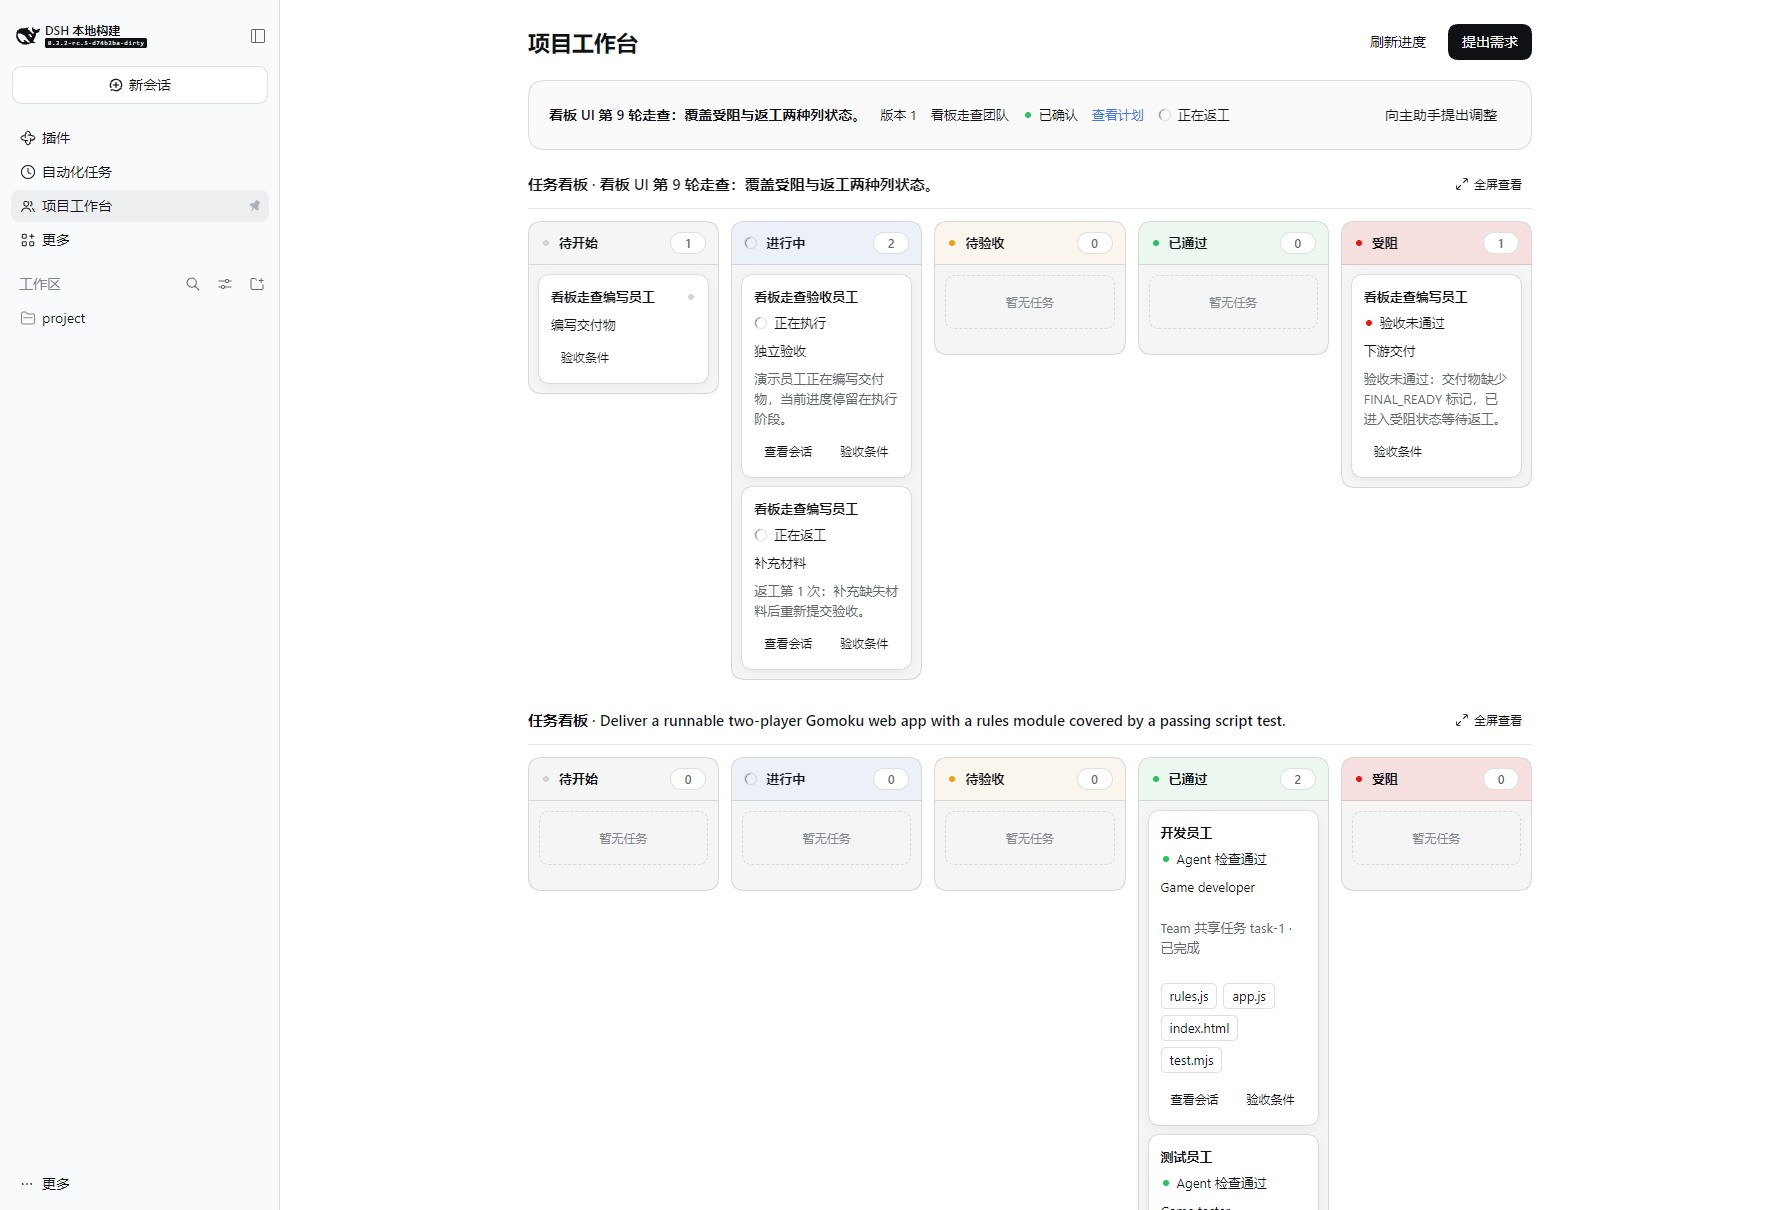 DSH 本地构建
0.2.2-rc.5-d74b2ba-dirty
新会话
插件
自动化任务
项目工作台
更多
工作区
project
更多
项目工作台
刷新进度
提出需求
看板 UI 第 9 轮走查：覆盖受阻与返工两种列状态。 版本 1 看板走查团队 已确认 查看计划 正在返工 向主助手提出调整
任务看板 · 看板 UI 第 9 轮走查：覆盖受阻与返工两种列状态。
全屏查看
待开始 1
看板走查编写员工
编写交付物
验收条件
进行中 2
看板走查验收员工
正在执行
独立验收
演示员工正在编写交付
物，当前进度停留在执行
阶段。
查看会话 验收条件
看板走查编写员工
正在返工
补充材料
返工第 1 次：补充缺失材
料后重新提交验收。
查看会话 验收条件
待验收 0
暂无任务
已通过 0
暂无任务
受阻 1
看板走查编写员工
验收未通过
下游交付
验收未通过：交付物缺少
FINAL_READY 标记，已
进入受阻状态等待返工。
验收条件
任务看板 · Deliver a runnable two-player Gomoku web app with a rules module covered by a passing script test.
全屏查看
待开始 0
暂无任务
进行中 0
暂无任务
待验收 0
暂无任务
已通过 2
开发员工
Agent 检查通过
Game developer
Team 共享任务 task-1 ·
已完成
rules.js app.js
index.html
test.mjs
查看会话 验收条件
测试员工
Agent 检查通过
Game tester
受阻 0
暂无任务